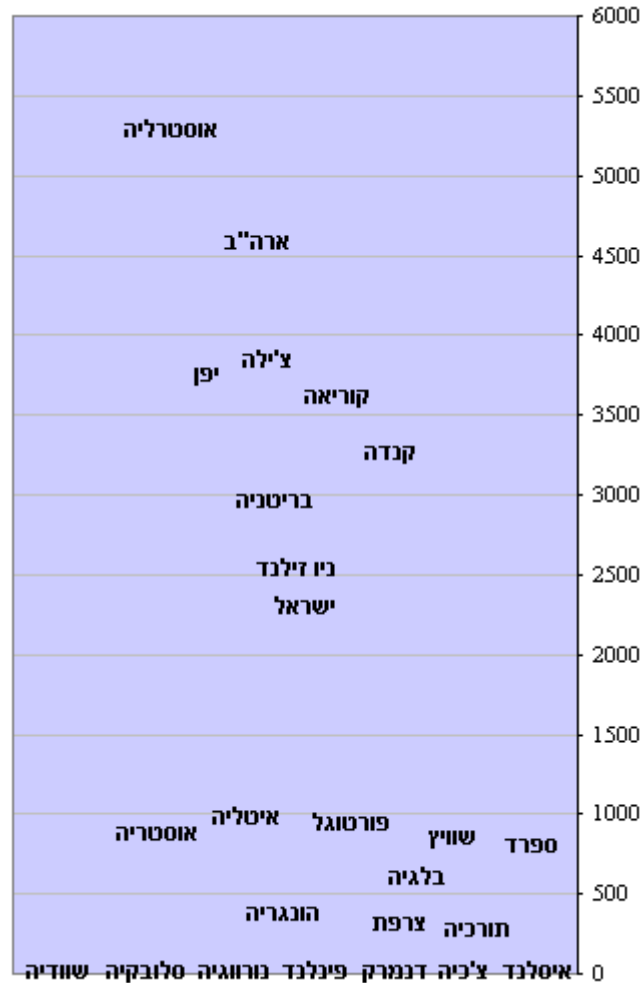 6000
5500
אוסטרליה
5000
ארה"ב
4500
4000
צ'ילה
יפן
קוריאה
3500
קנדה
3000
בריטניה
ניו זילנד
2500
ישראל
2000
1500
1000
איטליה
פורטוגל
אוסטריה
שוויץ
ספרד
בלגיה
500
הונגריה
צרפת
תורכיה
0
איסלנד צ'כיה דנמרק פינלנד נורווגיה סלובקיה שוודיה